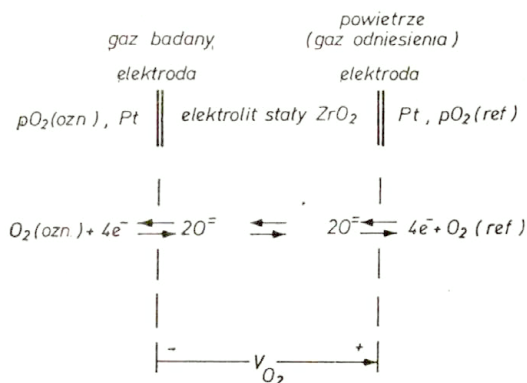 gaz badany
elektroda
powietrze
(gaz odniesienia)
elektroda
pO₂(ozn), Pt
elektrolit stały ZrO₂
Pt, pO₂(ref)
O₂(ozn)+ 4e⁻
2O⁼
2O⁼
4e⁻+ O₂(ref)
-
+
V_O₂